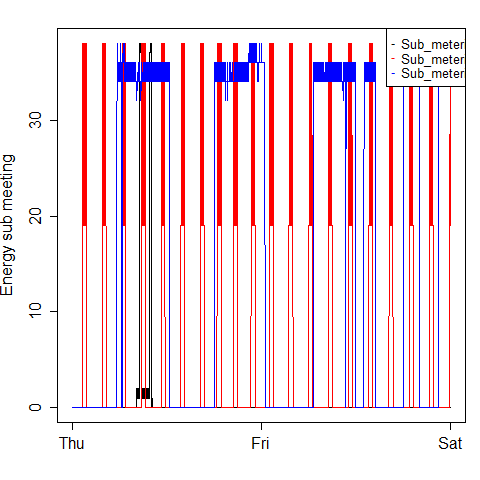 Sub_meter
Sub_meter
Sub_meter
Energy sub meeting
30
20
10
0
Thu Fri Sat